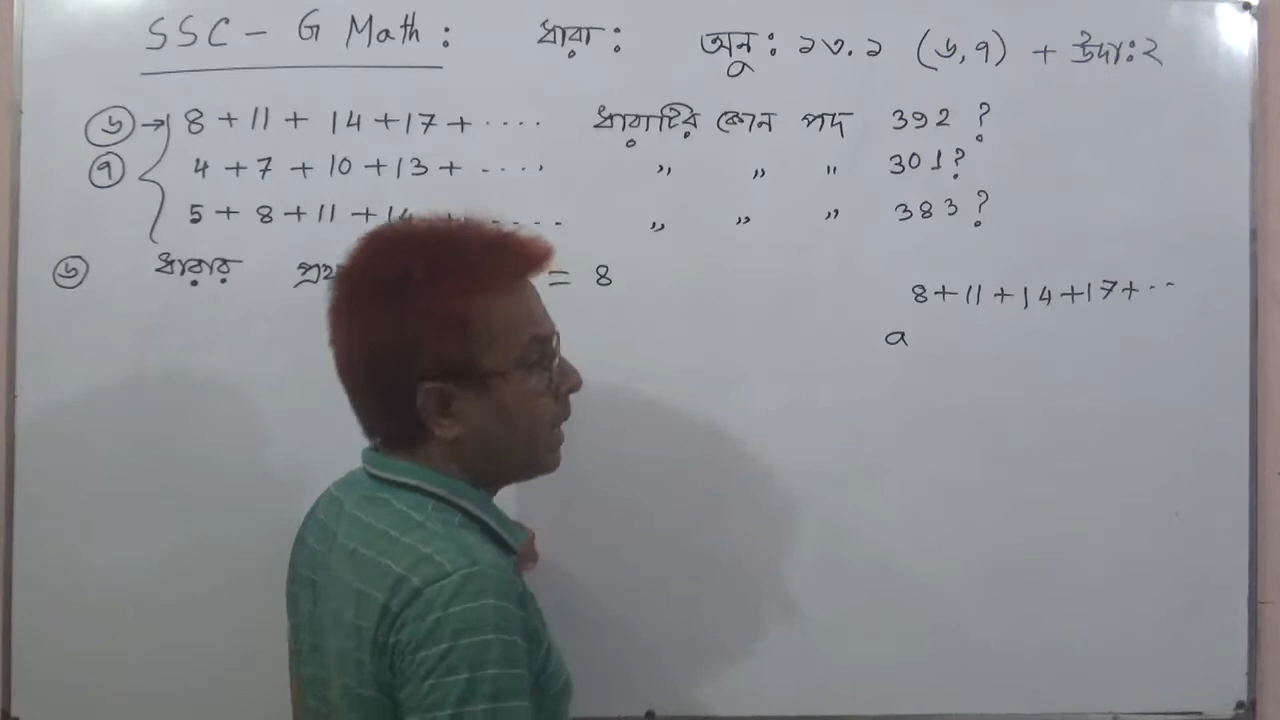 SSC - G Math : ধারা : অনু : ১৩.১ (৬,৭) + উদা:২
৬ → 8 + 11 + 14 + 17 + .... ধারাটির কোন পদ 392 ?
৭ 4 + 7 + 10 + 13 + .... ,, ,, ,, 301 ?
5 + 8 + 11 + 14 + .... ,, ,, ,, 383 ?
৬ ধারার = 8
8 + 11 + 14 + 17 + ...
a